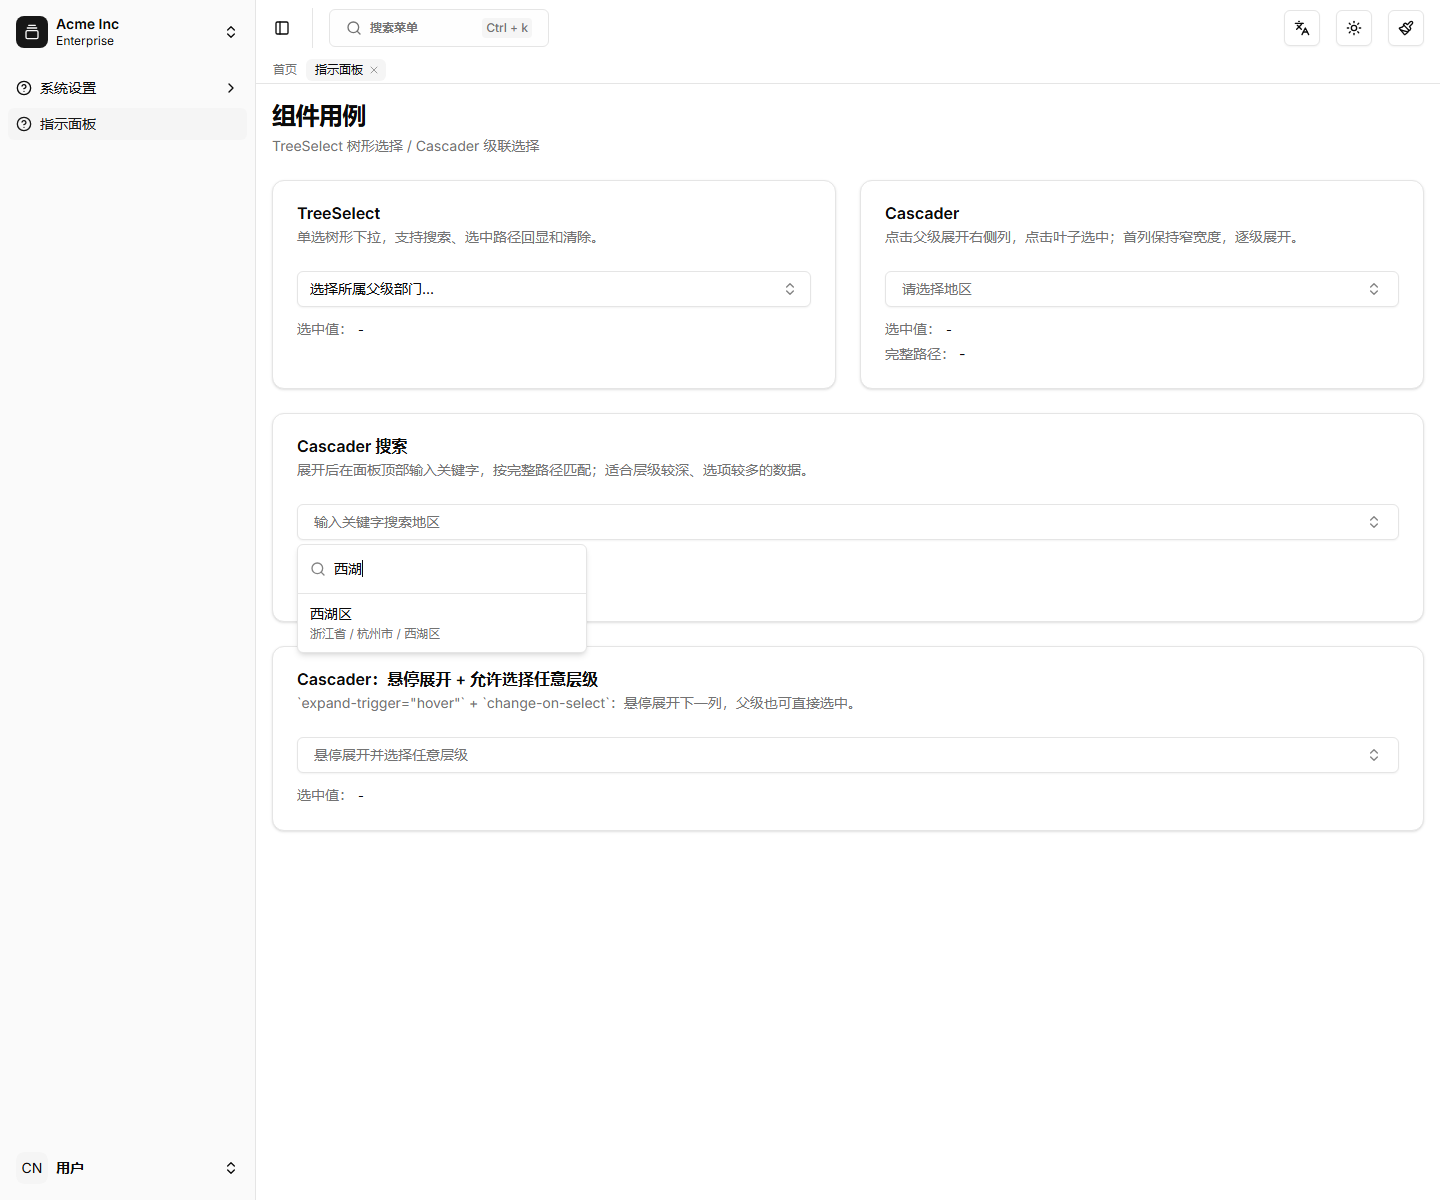 Acme Inc
Enterprise
系统设置
指示面板
搜索菜单 Ctrl + k
首页 指示面板
组件用例
TreeSelect 树形选择 / Cascader 级联选择
TreeSelect
单选树形下拉，支持搜索、选中路径回显和清除。
选择所属父级部门...
选中值： -
Cascader
点击父级展开右侧列，点击叶子选中；首列保持窄宽度，逐级展开。
请选择地区
选中值： -
完整路径： -
Cascader 搜索
展开后在面板顶部输入关键字，按完整路径匹配；适合层级较深、选项较多的数据。
输入关键字搜索地区
西湖
西湖区
浙江省 / 杭州市 / 西湖区
Cascader：悬停展开 + 允许选择任意层级
`expand-trigger="hover"` + `change-on-select`：悬停展开下一列，父级也可直接选中。
悬停展开并选择任意层级
选中值： -
CN 用户